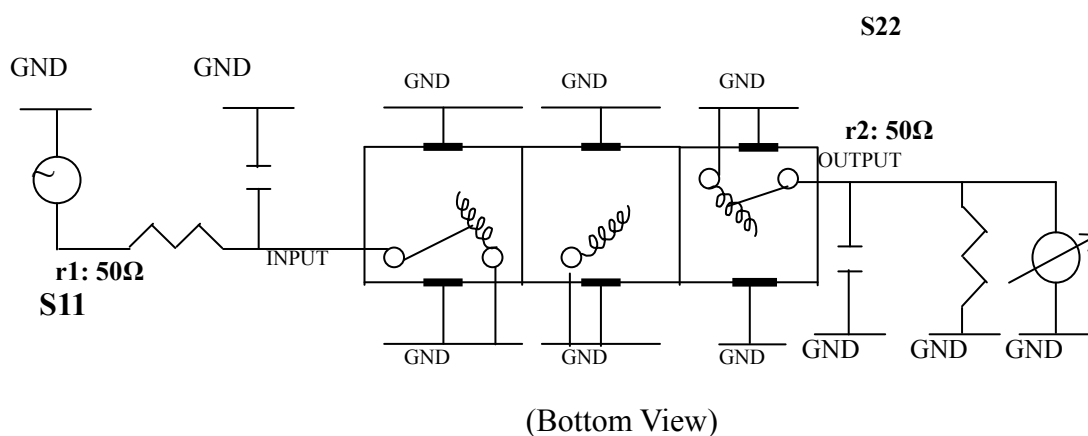 S22
GND
GND
GND
GND
GND
r2: 50Ω
OUTPUT
INPUT
r1: 50Ω
S11
GND
GND
GND
GND
GND
GND
(Bottom View)